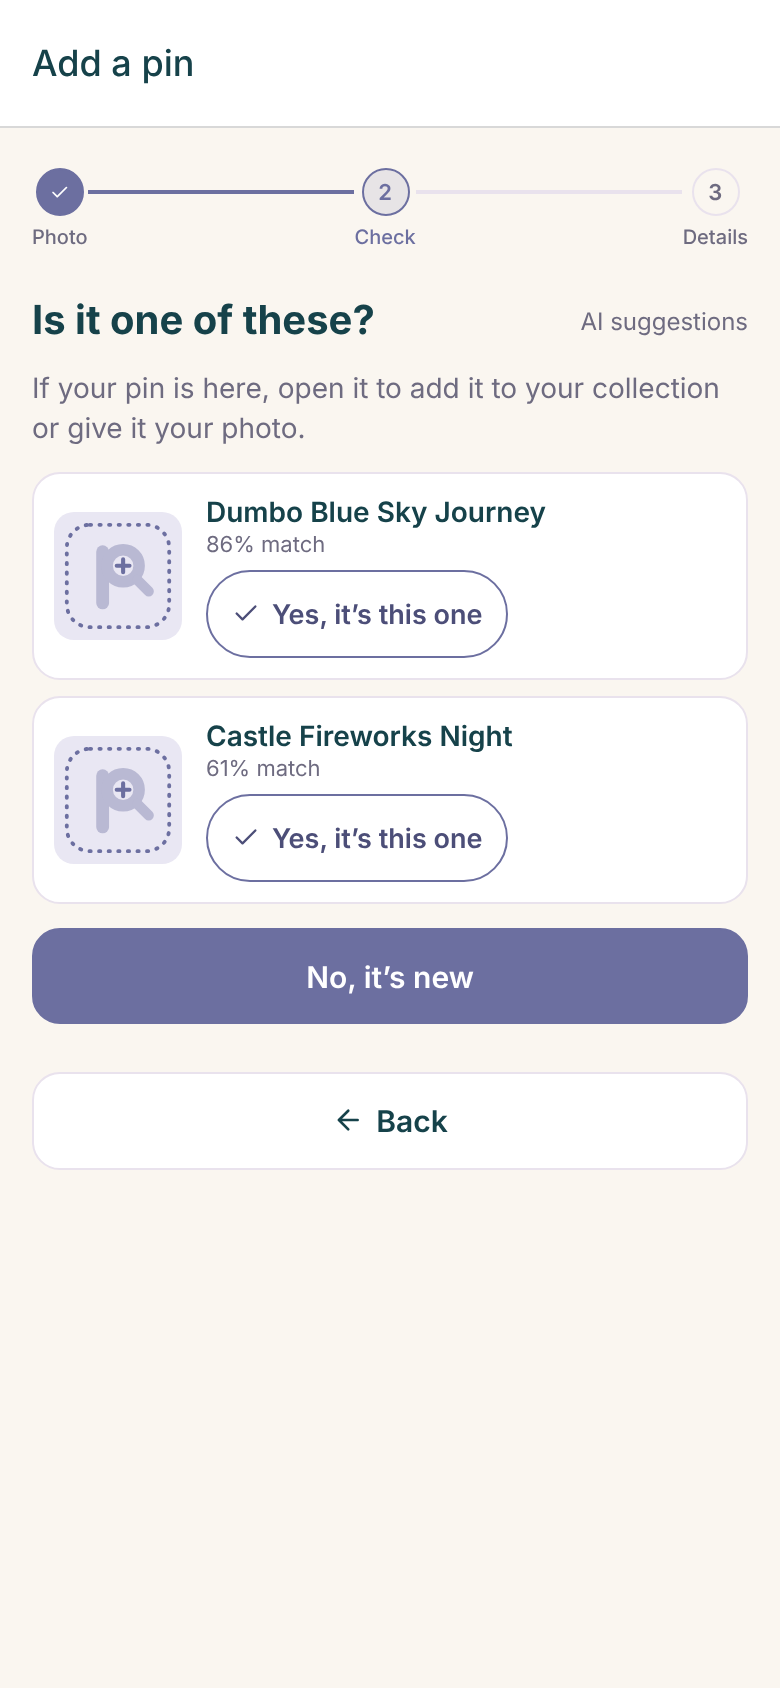 Add a pin
2
3
Photo
Check
Details
Is it one of these?
AI suggestions
If your pin is here, open it to add it to your collection
or give it your photo.
Dumbo Blue Sky Journey
86% match
Yes, it’s this one
Castle Fireworks Night
61% match
Yes, it’s this one
No, it’s new
Back